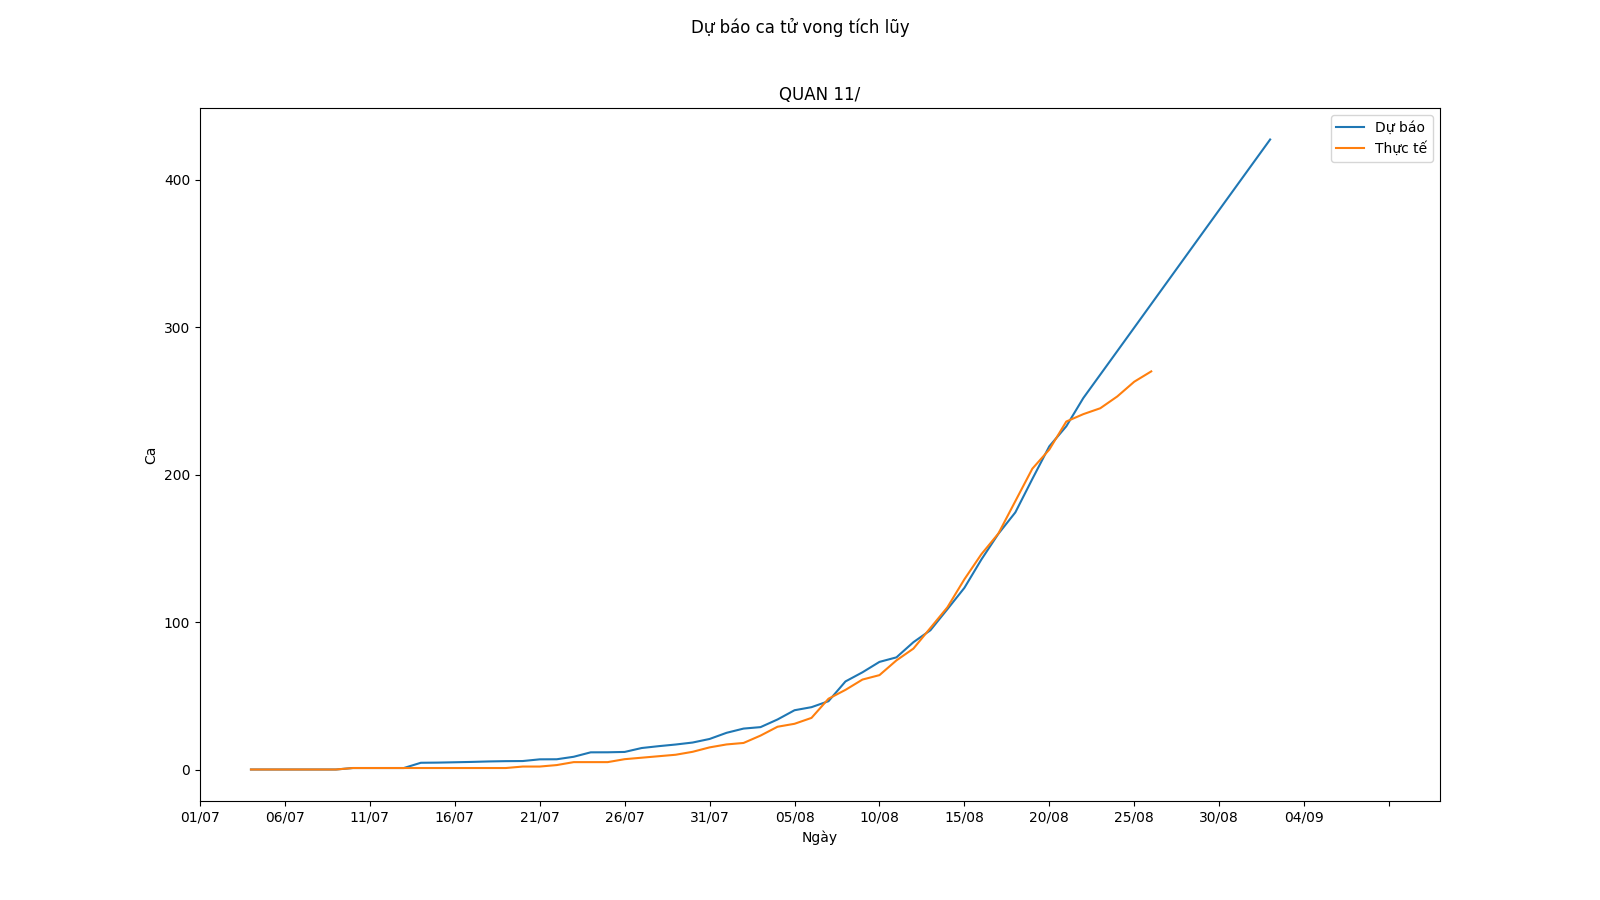 Dự báo ca tử vong tích lũy
QUAN 11/
Dự báo
Thực tế
400
300
200
100
0
Ca
01/07 06/07 11/07 16/07 21/07 26/07 31/07 05/08 10/08 15/08 20/08 25/08 30/08 04/09
Ngày